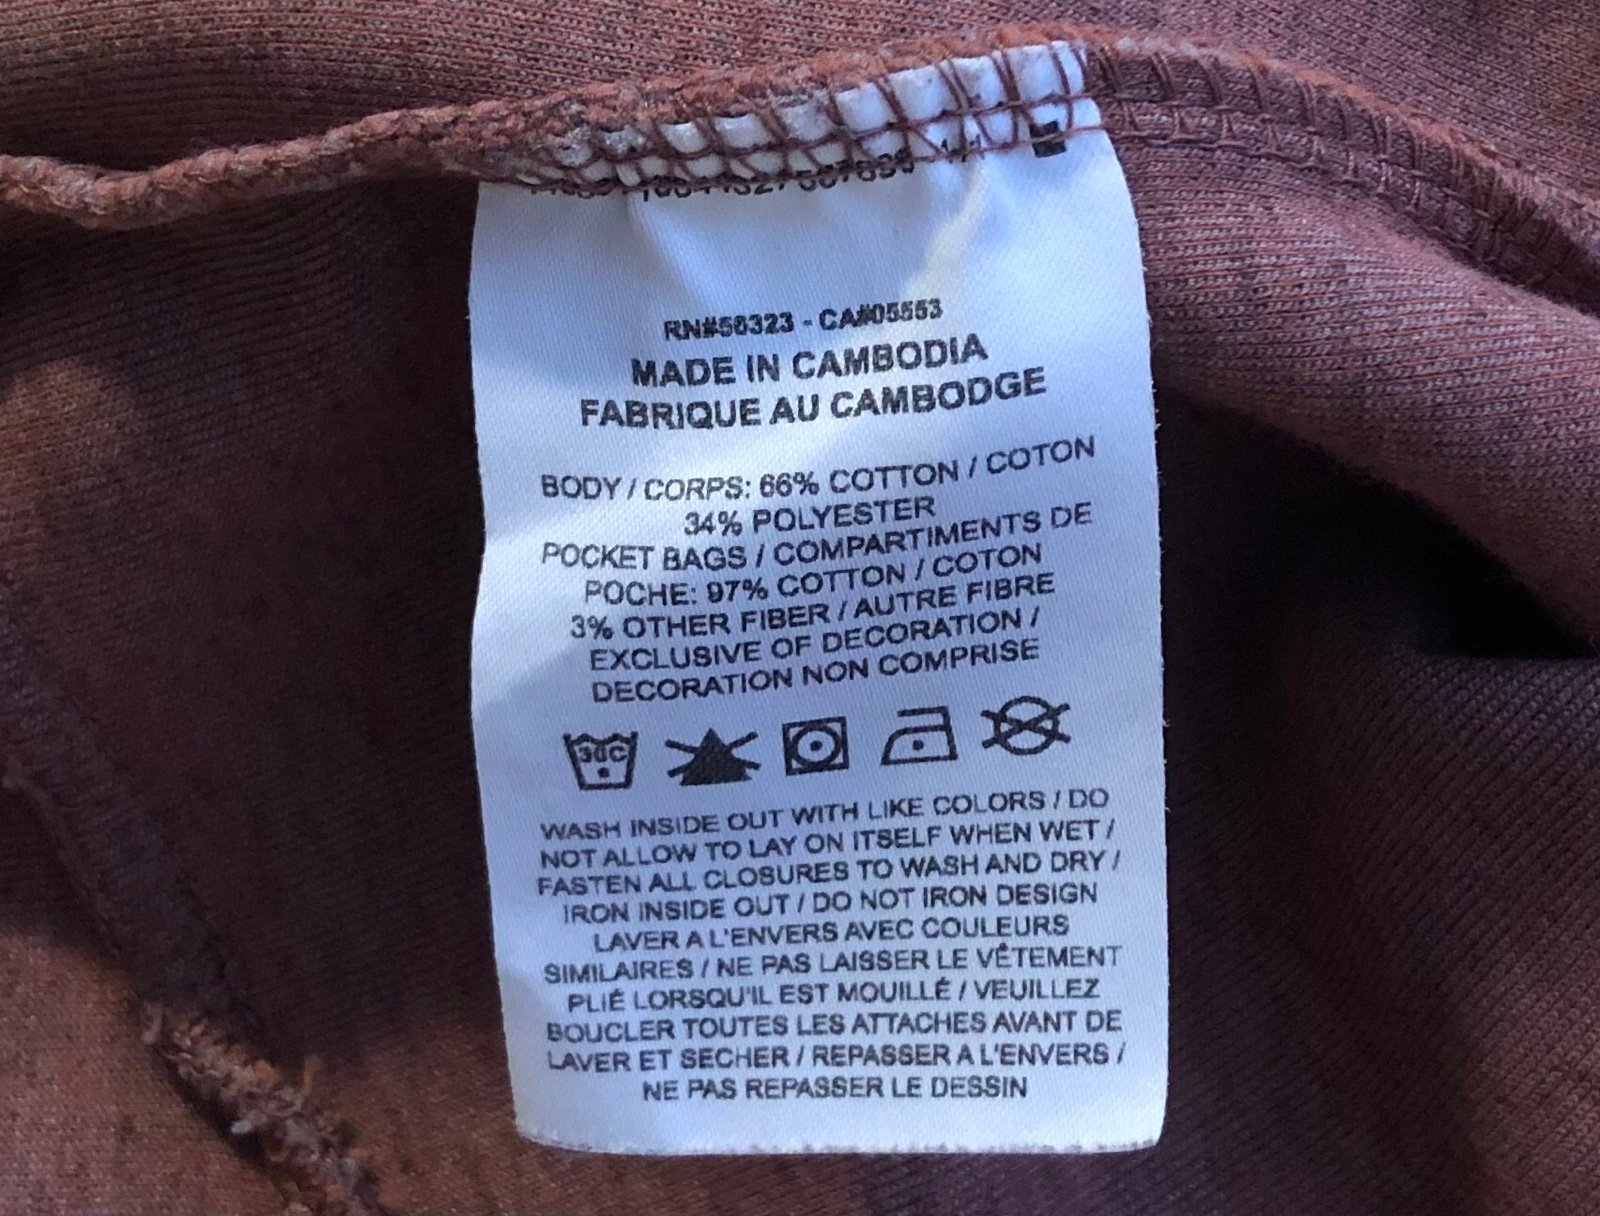 RN#56323 - CA#05553
MADE IN CAMBODIA
FABRIQUE AU CAMBODGE
BODY / CORPS: 66% COTTON / COTON
34% POLYESTER
POCKET BAGS / COMPARTIMENTS DE
POCHE: 97% COTTON / COTON
3% OTHER FIBER / AUTRE FIBRE
EXCLUSIVE OF DECORATION /
DECORATION NON COMPRISE
30C
WASH INSIDE OUT WITH LIKE COLORS / DO
NOT ALLOW TO LAY ON ITSELF WHEN WET /
FASTEN ALL CLOSURES TO WASH AND DRY /
IRON INSIDE OUT / DO NOT IRON DESIGN
LAVER A L'ENVERS AVEC COULEURS
SIMILAIRES / NE PAS LAISSER LE VÊTEMENT
PLIÉ LORSQU'IL EST MOUILLÉ / VEUILLEZ
BOUCLER TOUTES LES ATTACHES AVANT DE
LAVER ET SECHER / REPASSER A L'ENVERS /
NE PAS REPASSER LE DESSIN